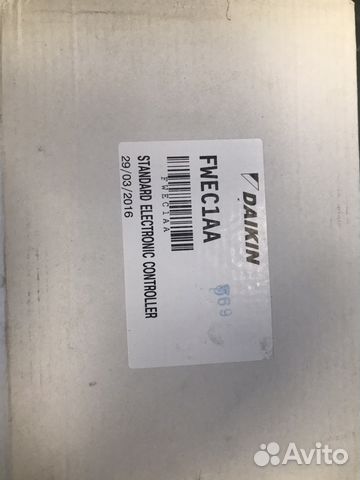 DAIKIN
FWEC1AA
FWEC1AA
STANDARD ELECTRONIC CONTROLLER
29/03/2016
569
Avito